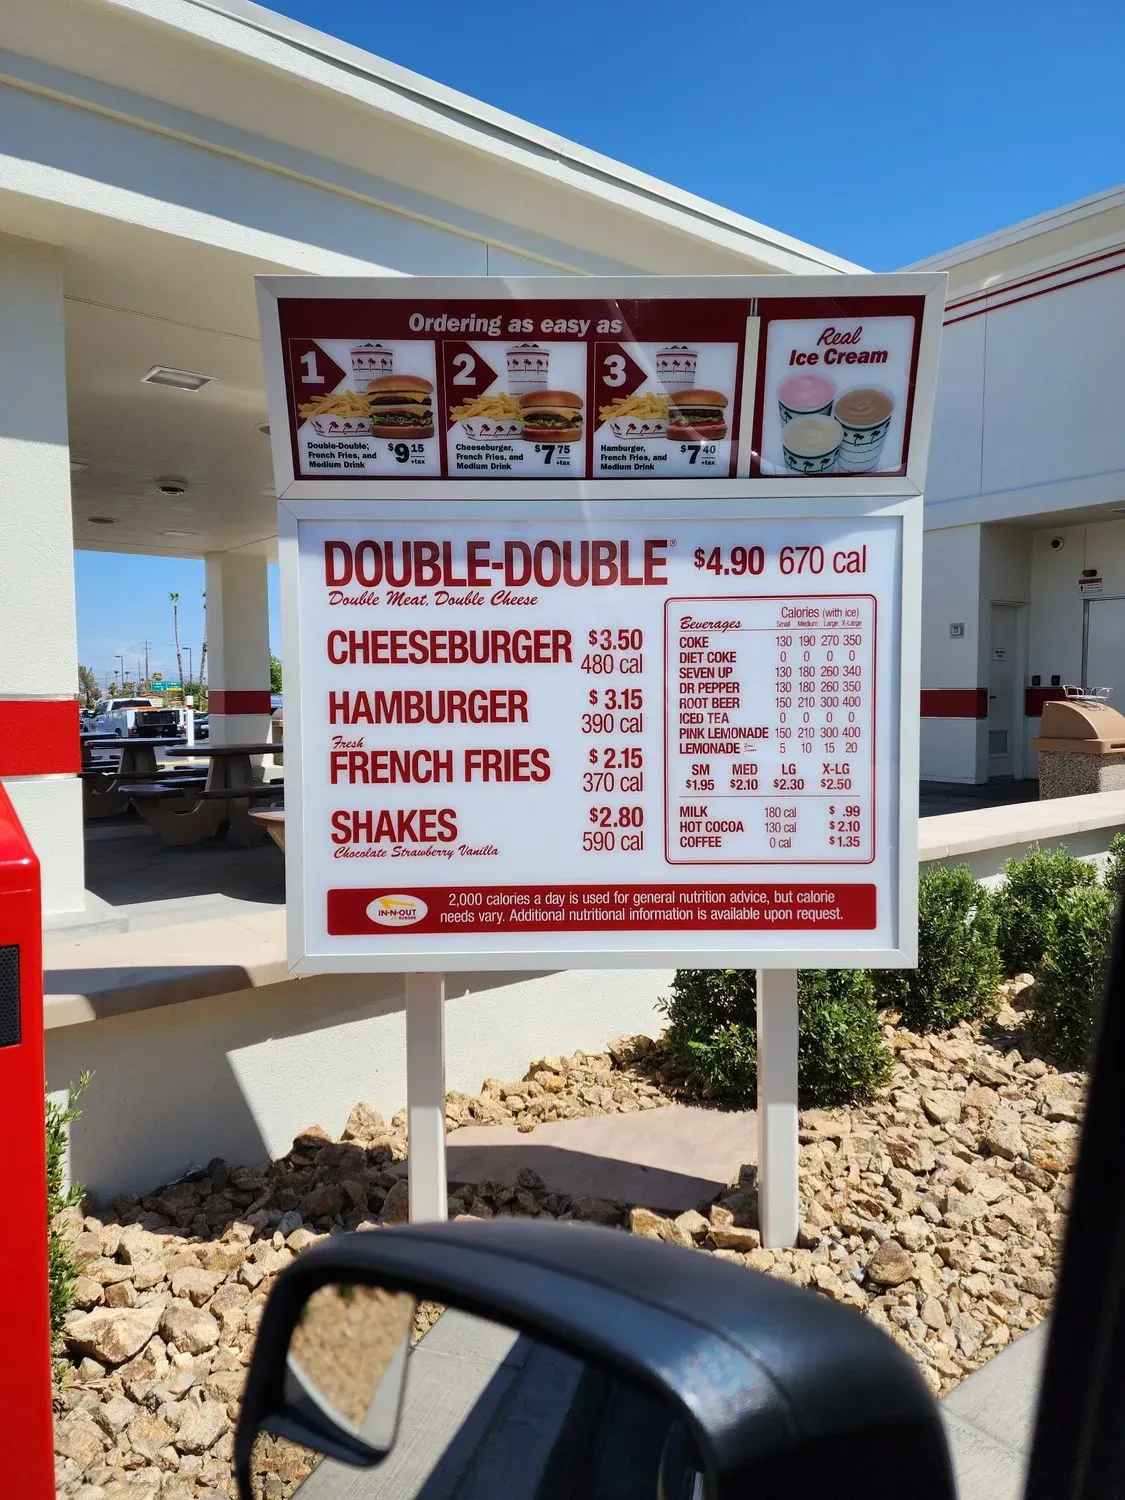 Ordering as easy as
1
Double-Double,
French Fries, and
Medium Drink
$9 15
+tax
2
Cheeseburger,
French Fries, and
Medium Drink
$7 75
+tax
3
Hamburger,
French Fries, and
Medium Drink
$7 40
+tax
Real
Ice Cream
DOUBLE-DOUBLE® $4.90 670 cal
Double Meat, Double Cheese
CHEESEBURGER $3.50
480 cal
HAMBURGER $3.15
390 cal
Fresh
FRENCH FRIES $2.15
370 cal
SHAKES $2.80
590 cal
Chocolate Strawberry Vanilla
Calories (with ice)
Beverages Small Medium Large X-Large
COKE 130 190 270 350
DIET COKE 0 0 0 0
SEVEN UP 130 180 260 340
DR PEPPER 130 180 260 350
ROOT BEER 150 210 300 400
ICED TEA 0 0 0 0
PINK LEMONADE 150 210 300 400
LEMONADE 5 10 15 20
SM MED LG X-LG
$1.95 $2.10 $2.30 $2.50
MILK 180 cal $ .99
HOT COCOA 130 cal $2.10
COFFEE 0 cal $1.35
IN-N-OUT
BURGER
2,000 calories a day is used for general nutrition advice, but calorie
needs vary. Additional nutritional information is available upon request.